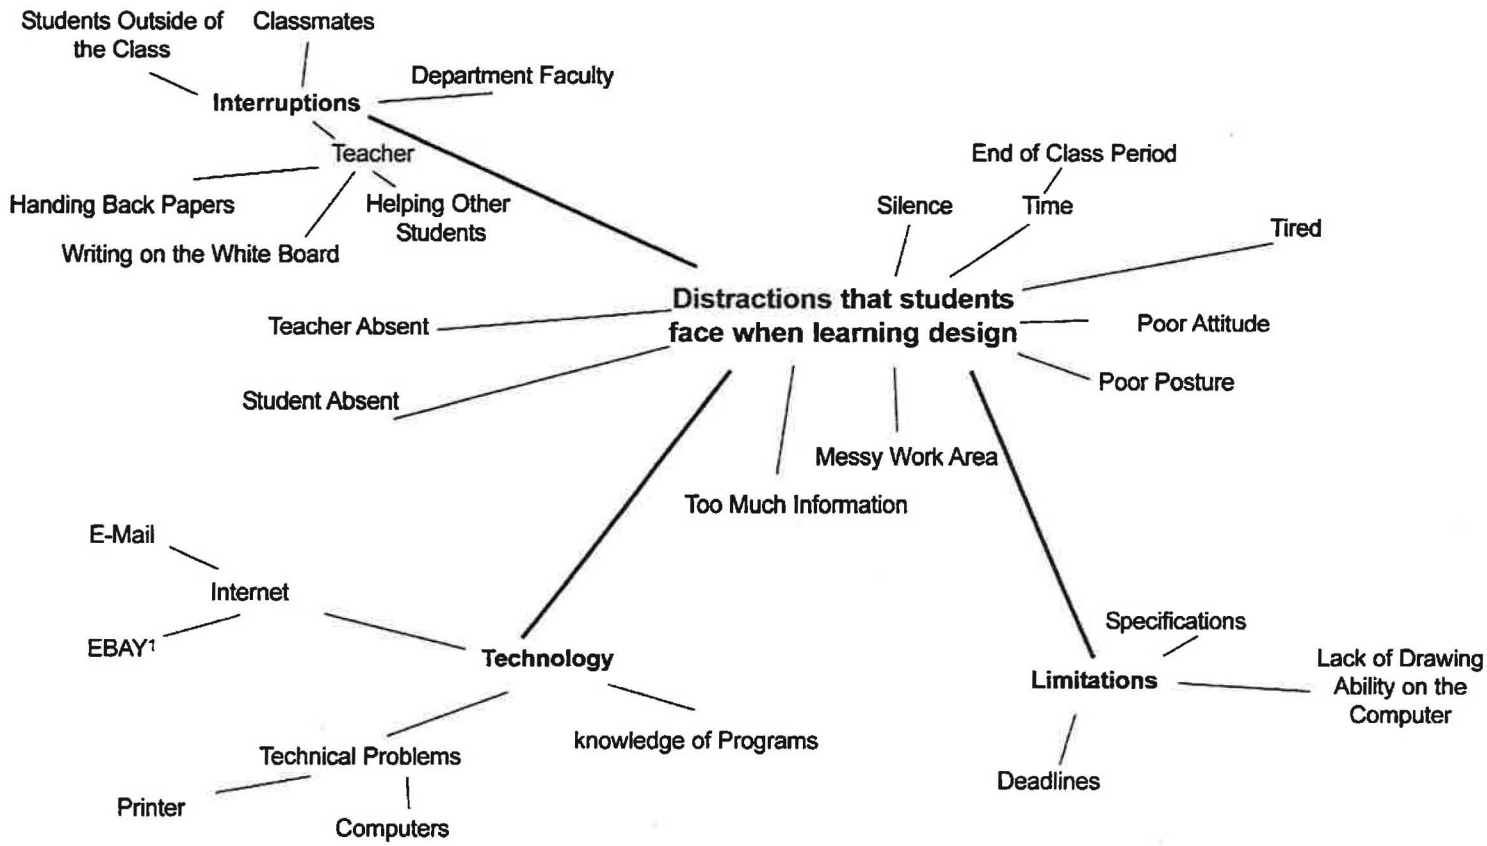 Students Outside of
the Class
Classmates
Department Faculty
Interruptions
Teacher
Handing Back Papers
Helping Other
Students
Writing on the White Board
End of Class Period
Silence
Time
Tired
Distractions that students
face when learning design
Teacher Absent
Poor Attitude
Student Absent
Poor Posture
Messy Work Area
Too Much Information
E-Mail
Internet
EBAY¹
Technology
Specifications
Limitations
Lack of Drawing
Ability on the
Computer
knowledge of Programs
Technical Problems
Deadlines
Printer
Computers